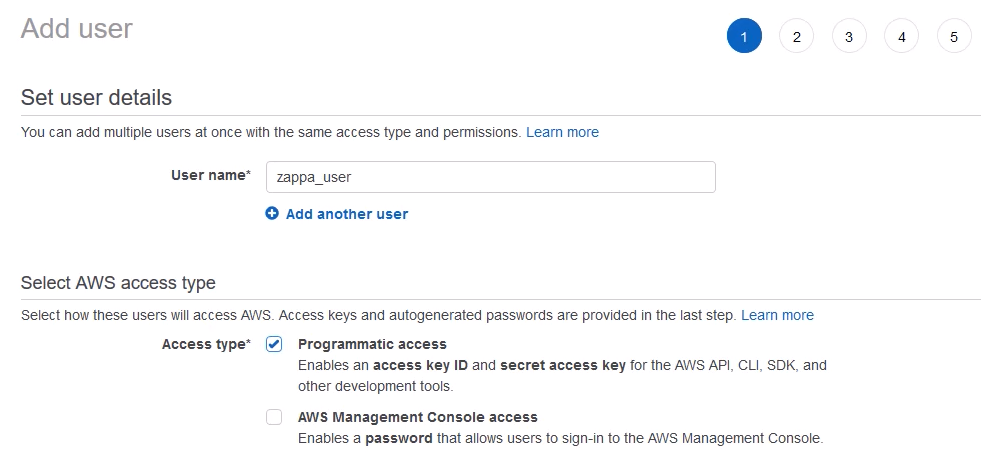 Add user
1 2 3 4 5
Set user details
You can add multiple users at once with the same access type and permissions. Learn more
User name* zappa_user
Add another user
Select AWS access type
Select how these users will access AWS. Access keys and autogenerated passwords are provided in the last step. Learn more
Access type* Programmatic access
Enables an access key ID and secret access key for the AWS API, CLI, SDK, and
other development tools.
AWS Management Console access
Enables a password that allows users to sign-in to the AWS Management Console.